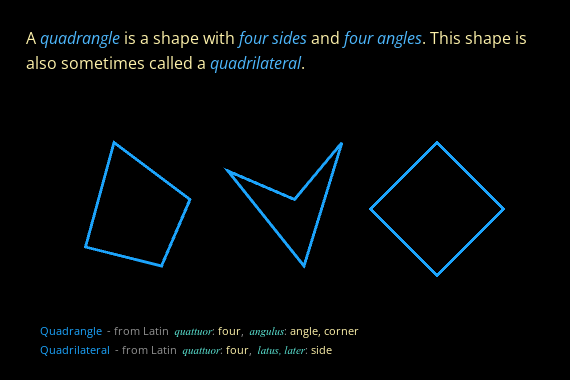 A quadrangle is a shape with four sides and four angles. This shape is
also sometimes called a quadrilateral.
Quadrangle - from Latin quattuor: four, angulus: angle, corner
Quadrilateral - from Latin quattuor: four, latus, later: side